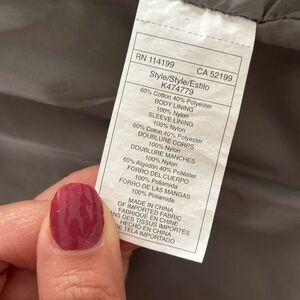 RN 114199 CA 52199
Style/Style/Estilo
K474779
60% Cotton 40% Polyester
BODY LINING
100% Nylon
SLEEVE LINING
100% Nylon
60% Coton 40% Polyester
DOUBLURE CORPS
100% Nylon
DOUBLURE MANCHES
100% Nylon
60% Algodón 40% Poliéster
FORRO DEL CUERPO
100% Poliamida
FORRO DE LAS MANGAS
100% Poliamida
MADE IN CHINA
OF IMPORTED FABRIC
FABRIQUÉ EN CHINE
DANS DES TISSUS IMPORTÉS
HECHO EN CHINA
DE TELA IMPORTADO